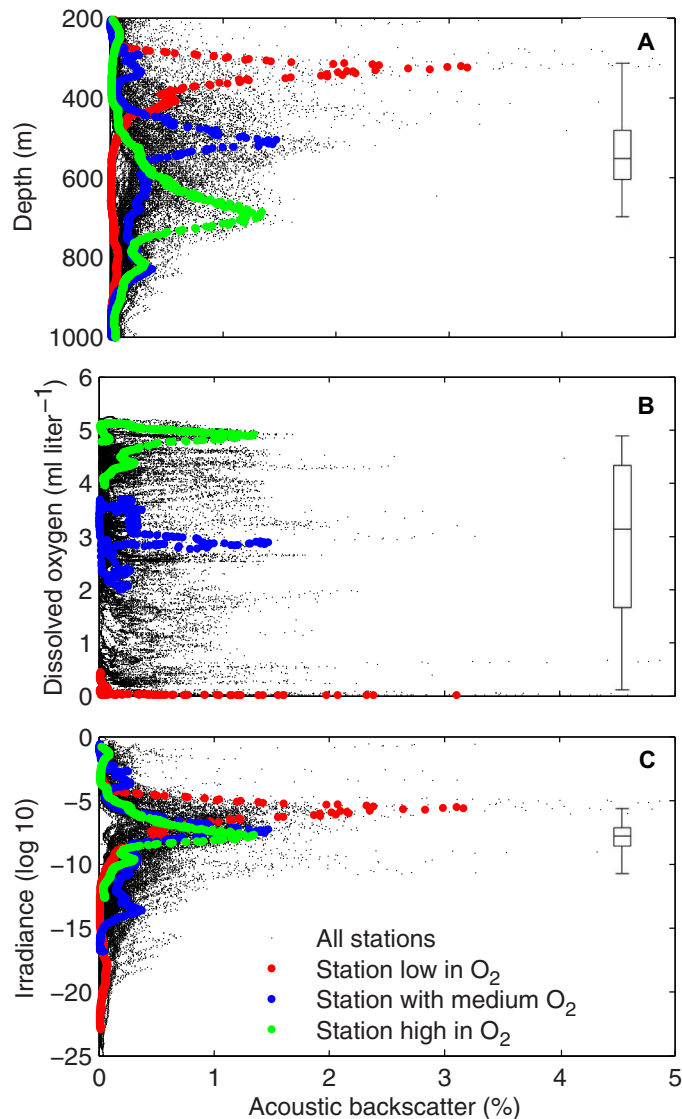 A
200
400
600
800
1000
Depth (m)
B
6
5
4
3
2
1
0
Dissolved oxygen (ml liter⁻¹)
C
0
−5
−10
−15
−20
−25
Irradiance (log 10)
All stations
Station low in O₂
Station with medium O₂
Station high in O₂
0 1 2 3 4 5
Acoustic backscatter (%)